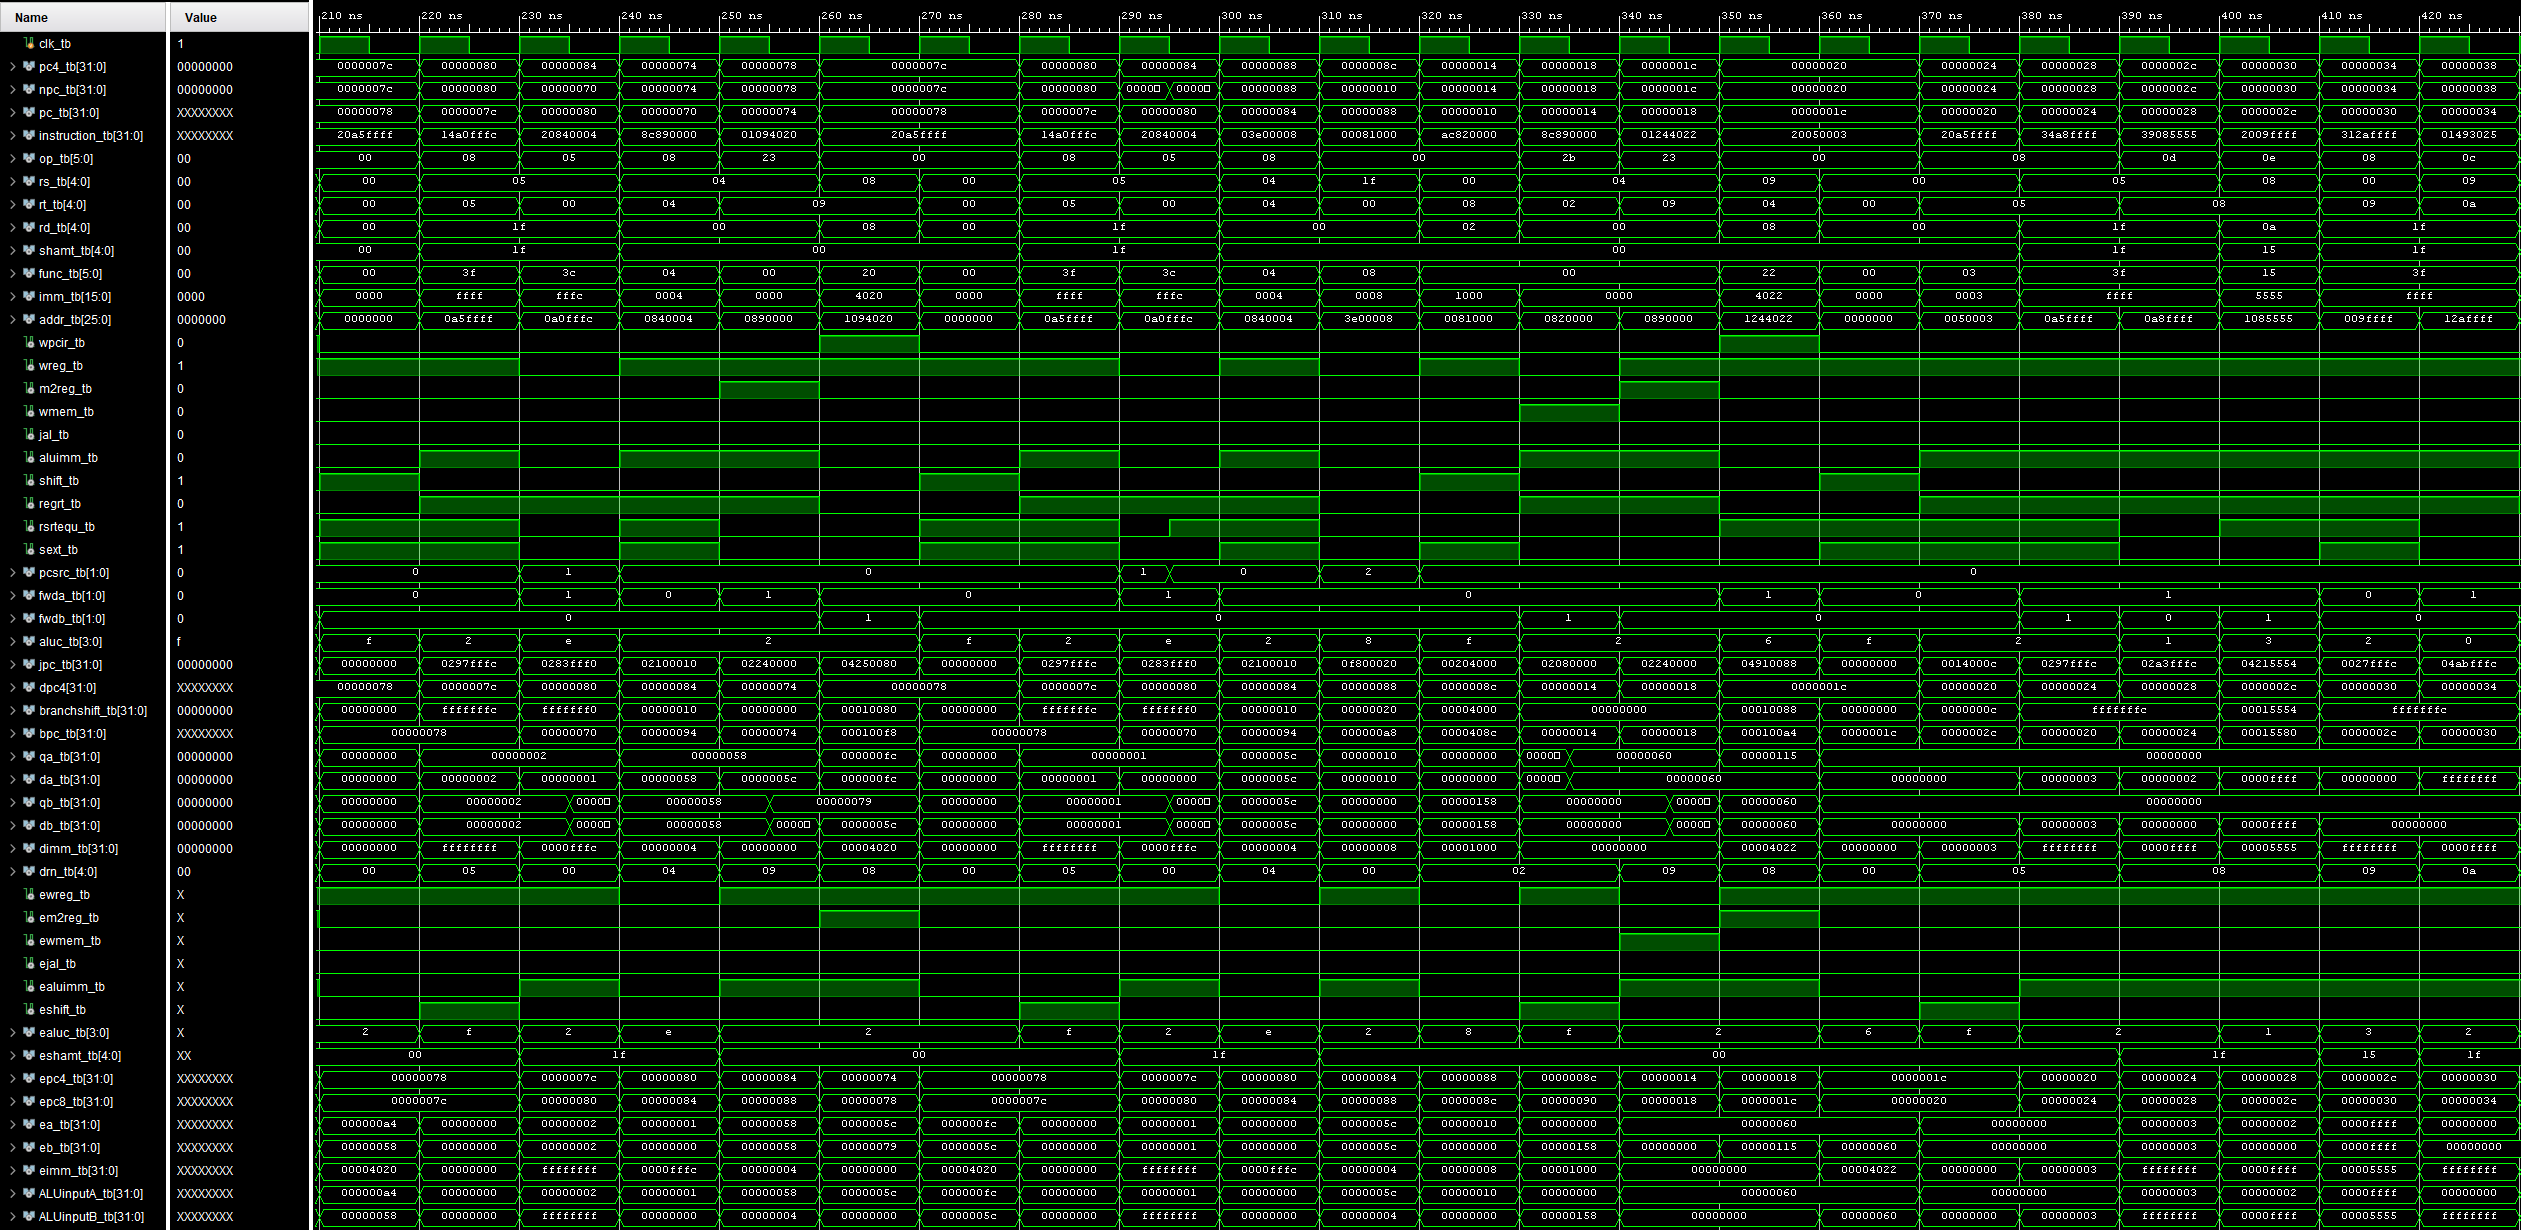 Name Value 210 ns 220 ns 230 ns 240 ns 250 ns 260 ns 270 ns 280 ns 290 ns 300 ns 310 ns 320 ns 330 ns 340 ns 350 ns 360 ns 370 ns 380 ns 390 ns 400 ns 410 ns 420 ns
clk_tb 1
pc4_tb[31:0] 00000000 0000007c 00000080 00000084 00000074 00000078 0000007c 00000080 00000084 00000088 0000008c 00000014 00000018 0000001c 00000020 00000024 00000028 0000002c 00000030 00000034 00000038
npc_tb[31:0] 00000000 0000007c 00000080 00000070 00000074 00000078 0000007c 00000080 0000□ 0000□ 00000088 00000010 00000014 00000018 0000001c 00000020 00000024 00000028 0000002c 00000030 00000034 00000038
pc_tb[31:0] XXXXXXXX 00000078 0000007c 00000080 00000070 00000074 00000078 0000007c 00000080 00000084 00000088 00000010 00000014 00000018 0000001c 00000020 00000024 00000028 0000002c 00000030 00000034
instruction_tb[31:0] XXXXXXXX 20a5ffff 14a0fffc 20840004 8c890000 01094020 20a5ffff 14a0fffc 20840004 03e00008 00081000 ac820000 8c890000 01244022 20050003 20a5ffff 34a8ffff 39085555 2009ffff 312affff 01493025
op_tb[5:0] 00 00 08 05 08 23 00 08 05 08 00 2b 23 00 08 0d 0e 08 0c
rs_tb[4:0] 00 00 05 04 08 00 05 04 1f 00 04 09 00 05 08 00 09
rt_tb[4:0] 00 00 05 00 04 09 00 05 00 04 00 08 02 09 04 00 05 08 09 0a
rd_tb[4:0] 00 00 1f 00 08 00 1f 00 02 00 08 00 1f 0a 1f
shamt_tb[4:0] 00 00 1f 00 1f 00 1f 15 1f
func_tb[5:0] 00 00 3f 3c 04 00 20 00 3f 3c 04 08 00 22 00 03 3f 15 3f
imm_tb[15:0] 0000 0000 ffff fffc 0004 0000 4020 0000 ffff fffc 0004 0008 1000 0000 4022 0000 0003 ffff 5555 ffff
addr_tb[25:0] 0000000 0000000 0a5ffff 0a0fffc 0840004 0890000 1094020 0000000 0a5ffff 0a0fffc 0840004 3e00008 0081000 0820000 0890000 1244022 0000000 0050003 0a5ffff 0a8ffff 1085555 009ffff 12affff
wpcir_tb 0
wreg_tb 1
m2reg_tb 0
wmem_tb 0
jal_tb 0
aluimm_tb 0
shift_tb 1
regrt_tb 0
rsrtequ_tb 1
sext_tb 1
pcsrc_tb[1:0] 0 0 1 0 1 0 2 0
fwda_tb[1:0] 0 0 1 0 1 0 1 0 1 0 1 0 1
fwdb_tb[1:0] 0 0 1 0 1 0 1 0 1 0
aluc_tb[3:0] f f 2 e 2 f 2 e 2 8 f 2 6 f 2 1 3 2 0
jpc_tb[31:0] 00000000 00000000 0297fffc 0283fff0 02100010 02240000 04250080 00000000 0297fffc 0283fff0 02100010 0f800020 00204000 02080000 02240000 04910088 00000000 0014000c 0297fffc 02a3fffc 04215554 0027fffc 04abfffc
dpc4[31:0] XXXXXXXX 00000078 0000007c 00000080 00000084 00000074 00000078 0000007c 00000080 00000084 00000088 0000008c 00000014 00000018 0000001c 00000020 00000024 00000028 0000002c 00000030 00000034
branchshift_tb[31:0] 00000000 00000000 fffffffc fffffff0 00000010 00000000 00010080 00000000 fffffffc fffffff0 00000010 00000020 00004000 00000000 00010088 00000000 0000000c fffffffc 00015554 fffffffc
bpc_tb[31:0] XXXXXXXX 00000078 00000070 00000094 00000074 000100f8 00000078 00000070 00000094 000000a8 0000408c 00000014 00000018 000100a4 0000001c 0000002c 00000020 00000024 00015580 0000002c 00000030
qa_tb[31:0] 00000000 00000000 00000002 00000058 000000fc 00000000 00000001 0000005c 00000010 00000000 0000□ 00000060 00000115 00000000
da_tb[31:0] 00000000 00000000 00000002 00000001 00000058 0000005c 000000fc 00000000 00000001 00000000 0000005c 00000010 00000000 0000□ 00000060 00000000 00000003 00000002 0000ffff 00000000 ffffffff
qb_tb[31:0] 00000000 00000000 00000002 0000□ 00000058 00000079 00000000 00000001 0000□ 0000005c 00000000 00000158 00000000 0000□ 00000060 00000000
db_tb[31:0] 00000000 00000000 00000002 0000□ 00000058 0000□ 0000005c 00000000 00000001 0000□ 0000005c 00000000 00000158 00000000 0000□ 00000060 00000000 00000003 00000000 0000ffff 00000000
dimm_tb[31:0] 00000000 00000000 ffffffff 0000fffc 00000004 00000000 00004020 00000000 ffffffff 0000fffc 00000004 00000008 00001000 00000000 00004022 00000000 00000003 ffffffff 0000ffff 00005555 ffffffff 0000ffff
drn_tb[4:0] 00 00 05 00 04 09 08 00 05 00 04 00 02 09 08 00 05 08 09 0a
ewreg_tb X
em2reg_tb X
ewmem_tb X
ejal_tb X
ealuimm_tb X
eshift_tb X
ealuc_tb[3:0] X 2 f 2 e 2 f 2 e 2 8 f 2 6 f 2 1 3 2
eshamt_tb[4:0] XX 00 1f 00 1f 00 1f 15 1f
epc4_tb[31:0] XXXXXXXX 00000078 0000007c 00000080 00000084 00000074 00000078 0000007c 00000080 00000084 00000088 0000008c 00000014 00000018 0000001c 00000020 00000024 00000028 0000002c 00000030
epc8_tb[31:0] XXXXXXXX 0000007c 00000080 00000084 00000088 00000078 0000007c 00000080 00000084 00000088 0000008c 00000090 00000018 0000001c 00000020 00000024 00000028 0000002c 00000030 00000034
ea_tb[31:0] XXXXXXXX 000000a4 00000000 00000002 00000001 00000058 0000005c 000000fc 00000000 00000001 00000000 0000005c 00000010 00000000 00000060 00000000 00000003 00000002 0000ffff 00000000
eb_tb[31:0] XXXXXXXX 00000058 00000000 00000002 00000000 00000058 00000079 0000005c 00000000 00000001 00000000 0000005c 00000000 00000158 00000000 00000115 00000060 00000000 00000003 00000000 0000ffff 00000000
eimm_tb[31:0] XXXXXXXX 00004020 00000000 ffffffff 0000fffc 00000004 00000000 00004020 00000000 ffffffff 0000fffc 00000004 00000008 00001000 00000000 00004022 00000000 00000003 ffffffff 0000ffff 00005555 ffffffff
ALUinputA_tb[31:0] XXXXXXXX 000000a4 00000000 00000002 00000001 00000058 0000005c 000000fc 00000000 00000001 00000000 0000005c 00000010 00000000 00000060 00000000 00000003 00000002 0000ffff 00000000
ALUinputB_tb[31:0] XXXXXXXX 00000058 00000000 ffffffff 00000000 00000004 00000000 0000005c 00000000 ffffffff 00000000 00000004 00000000 00000158 00000000 00000060 00000000 00000003 ffffffff 0000ffff 00005555 ffffffff